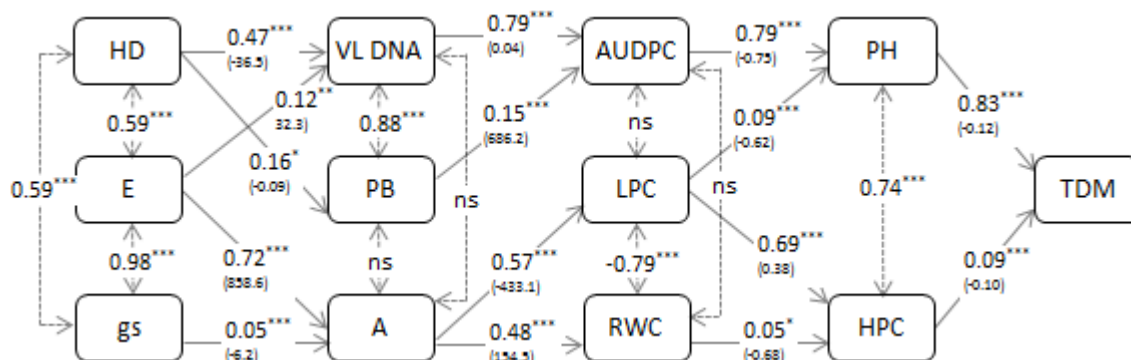 HD
VL DNA
AUDPC
PH
0.47***
(-36.5)
0.79***
(0.04)
0.79***
(-0.75)
0.12**
32.3)
0.59***
0.88***
0.15***
(686.2)
ns
0.09***
(-0.62)
0.83***
(-0.12)
0.16*
(-0.09)
0.59***
E
PB
ns
LPC
ns
0.74***
TDM
0.98***
0.72***
(858.6)
ns
0.57***
(-433.1)
-0.79***
0.69***
(0.38)
0.09***
(-0.10)
gs
0.05***
(-6.2)
A
0.48***
(154.5)
RWC
0.05*
(-0.68)
HPC